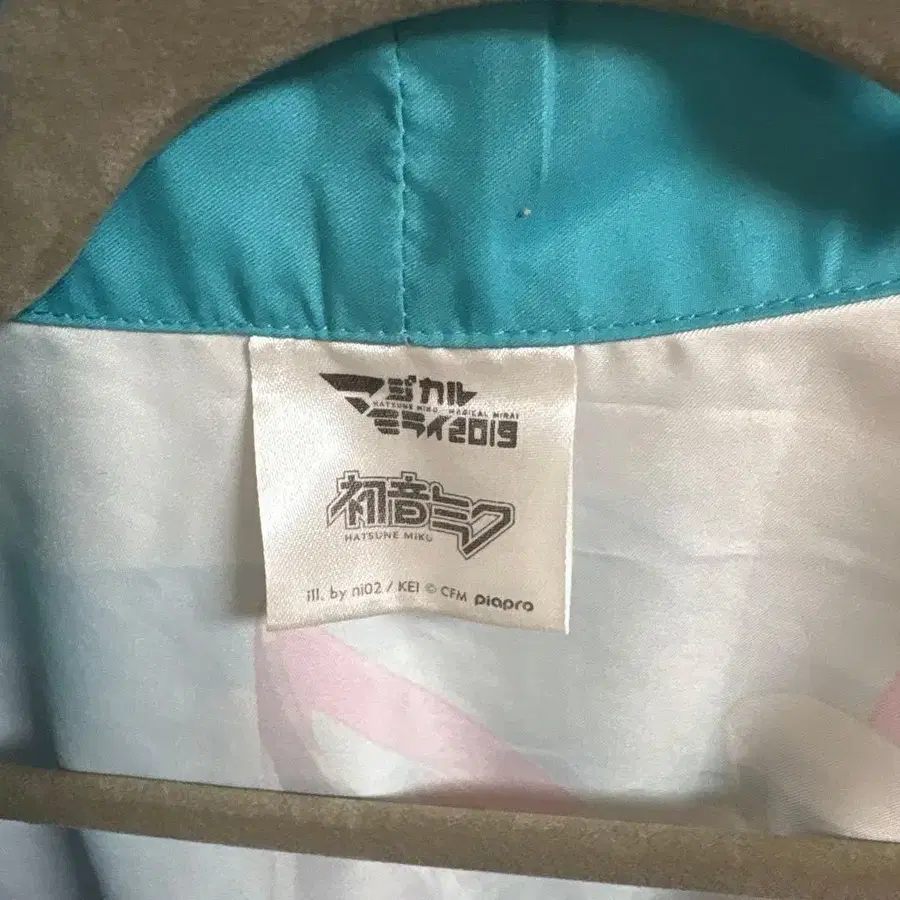 マジカル
HATSUNE MIKU MAGICAL MIRAI
ミライ2019
初音ミク
HATSUNE MIKU
ill. by ni02 / KEI © CFM piapro